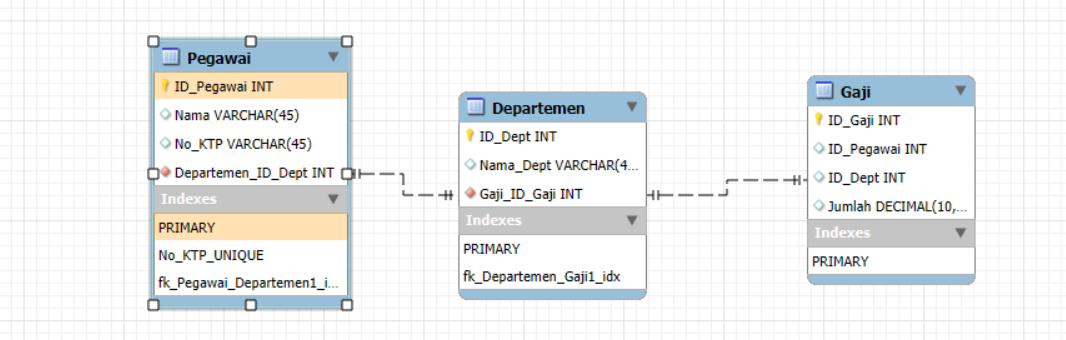 Pegawai
ID_Pegawai INT
Nama VARCHAR(45)
No_KTP VARCHAR(45)
Departemen_ID_Dept INT
Indexes
PRIMARY
No_KTP_UNIQUE
fk_Pegawai_Departemen1_i...
Departemen
ID_Dept INT
Nama_Dept VARCHAR(4...
Gaji_ID_Gaji INT
Indexes
PRIMARY
fk_Departemen_Gaji1_idx
Gaji
ID_Gaji INT
ID_Pegawai INT
ID_Dept INT
Jumlah DECIMAL(10,...
Indexes
PRIMARY